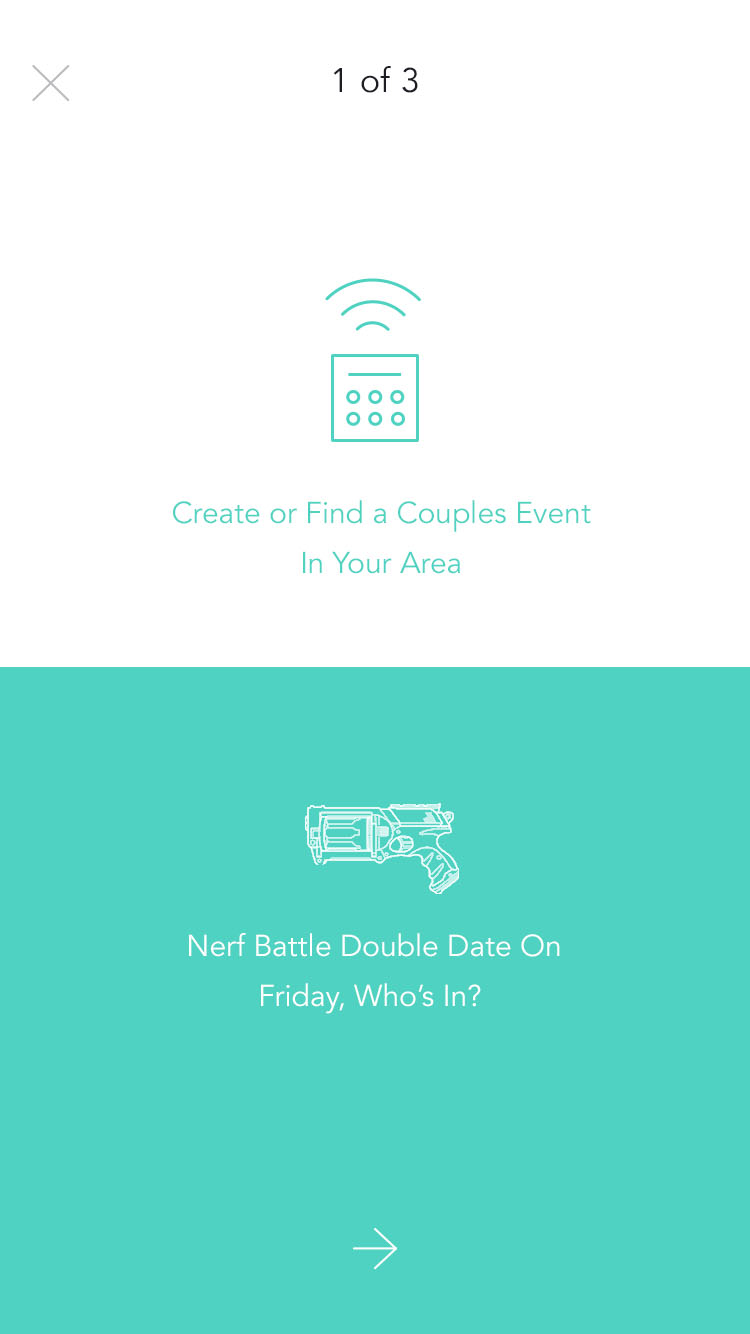 1 of 3
Create or Find a Couples Event
In Your Area
Nerf Battle Double Date On
Friday, Who’s In?